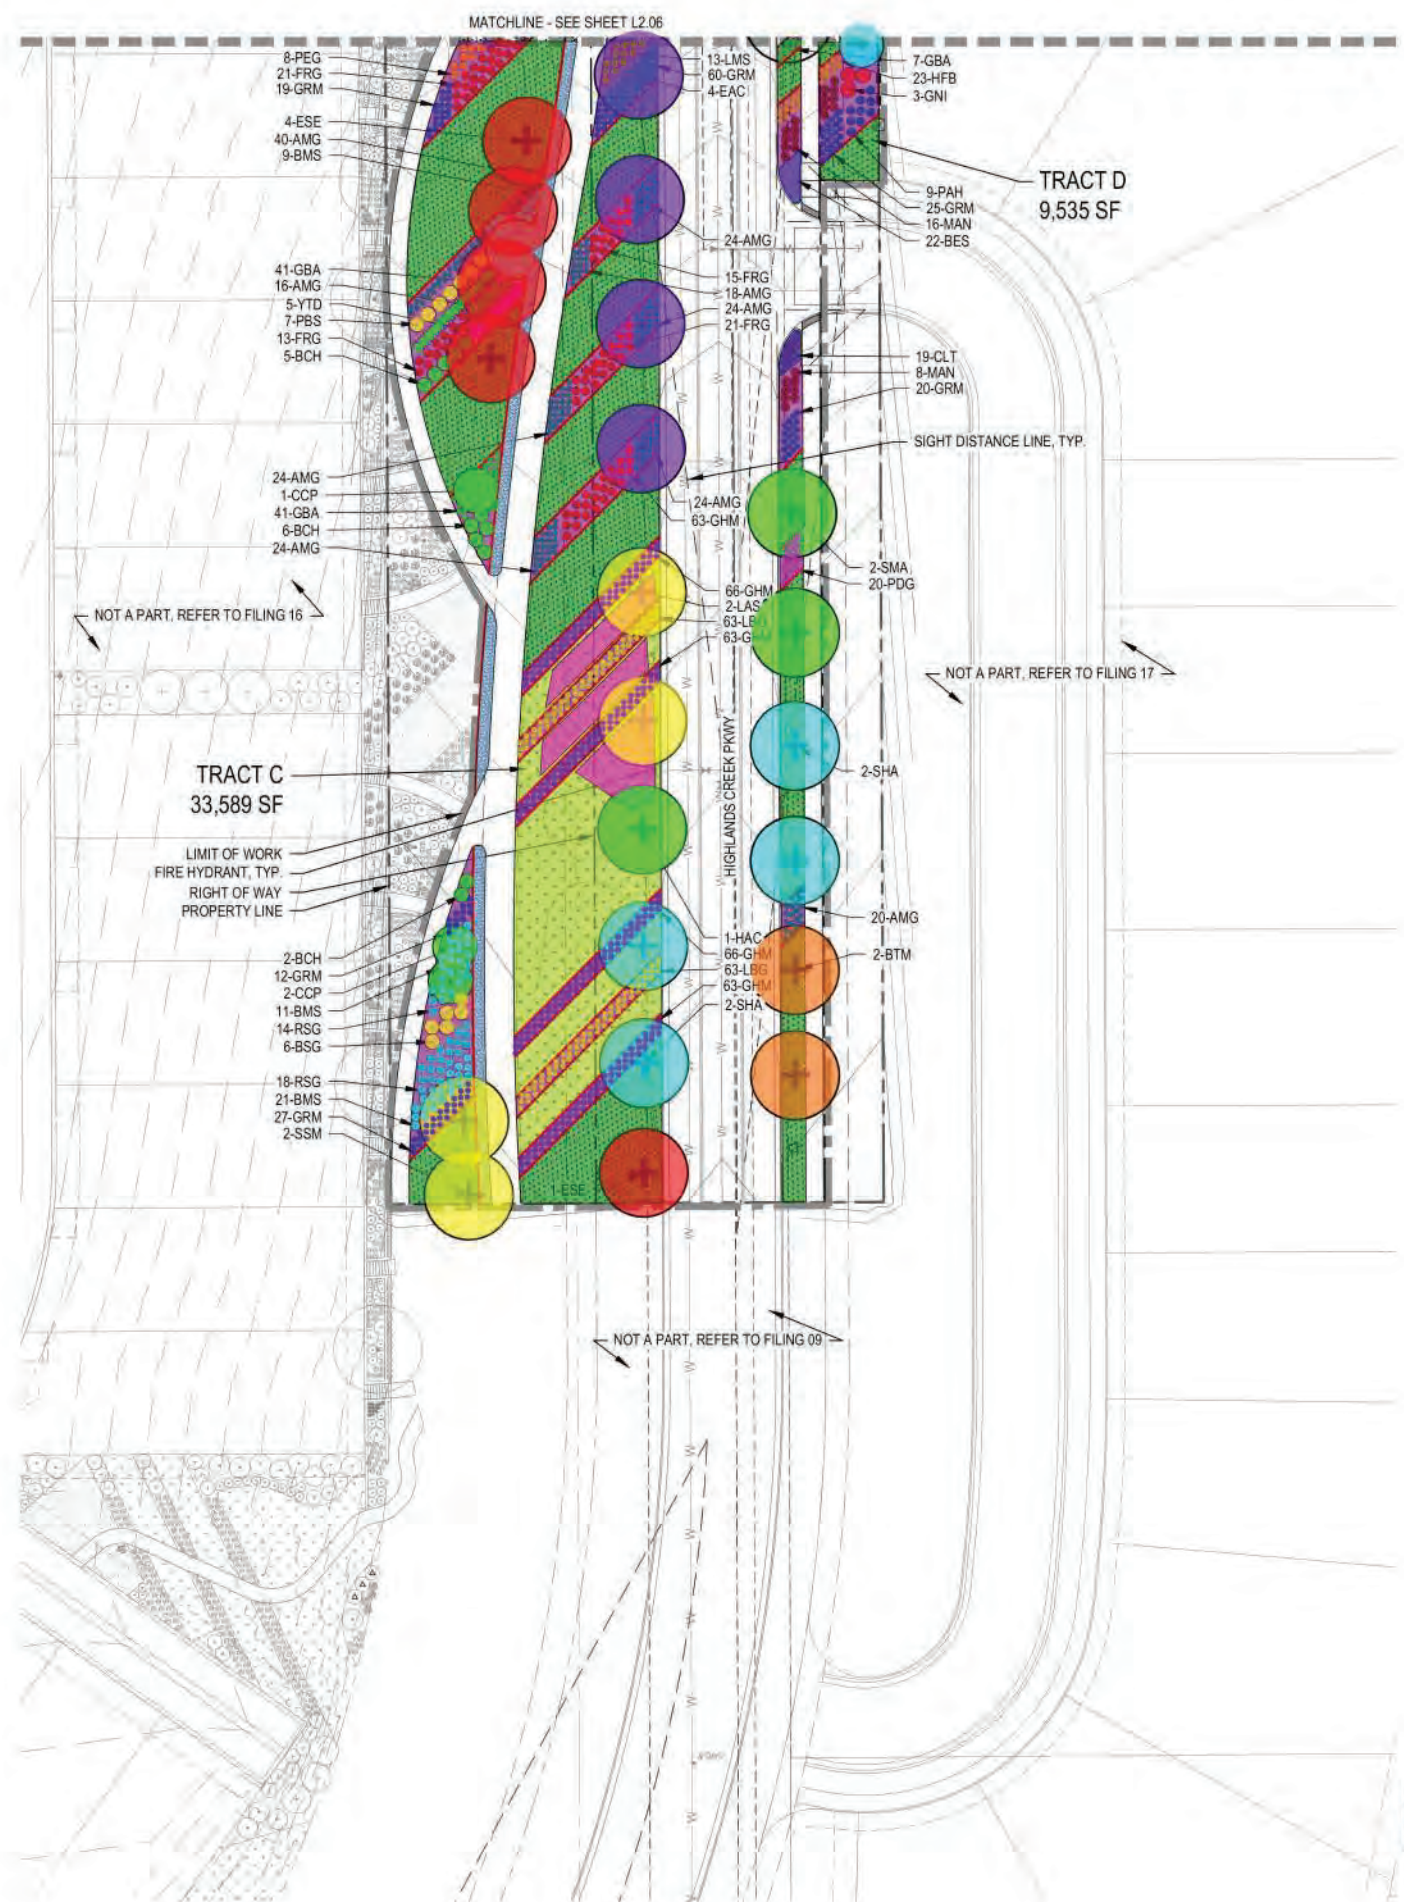 MATCHLINE - SEE SHEET L2.06
8-PEG
21-FRG
19-GRM
4-ESE
40-AMG
9-BMS
41-GBA
16-AMG
5-YTD
7-PBS
13-FRG
5-BCH
24-AMG
1-CCP
41-GBA
6-BCH
24-AMG
NOT A PART, REFER TO FILING 16
TRACT C
33,589 SF
LIMIT OF WORK
FIRE HYDRANT, TYP.
RIGHT OF WAY
PROPERTY LINE
2-BCH
12-GRM
2-CCP
11-BMS
14-RSG
6-BSG
18-RSG
21-BMS
27-GRM
2-SSM
13-LMS
60-GRM
4-EAC
24-AMG
15-FRG
18-AMG
24-AMG
21-FRG
24-AMG
63-GHM
66-GHM
2-LAS
63-LBG
63-GHM
HIGHLANDS CREEK PKWY
1-HAC
66-GHM
63-LBG
63-GHM
2-SHA
1-ESE
7-GBA
23-HFB
3-GNI
TRACT D
9,535 SF
9-PAH
25-GRM
16-MAN
22-BES
19-CLT
8-MAN
20-GRM
SIGHT DISTANCE LINE, TYP.
2-SMA
20-PDG
NOT A PART, REFER TO FILING 17
2-SHA
20-AMG
2-BTM
NOT A PART, REFER TO FILING 09